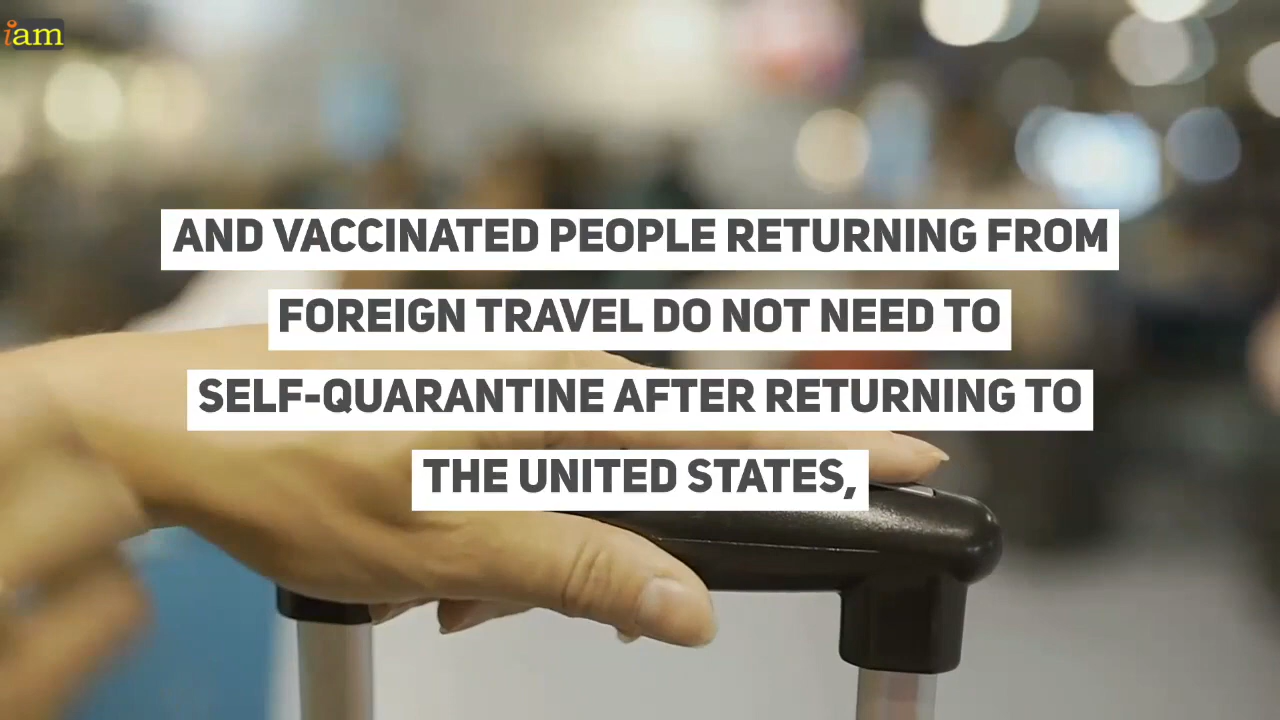 iam
AND VACCINATED PEOPLE RETURNING FROM
FOREIGN TRAVEL DO NOT NEED TO
SELF-QUARANTINE AFTER RETURNING TO
THE UNITED STATES,